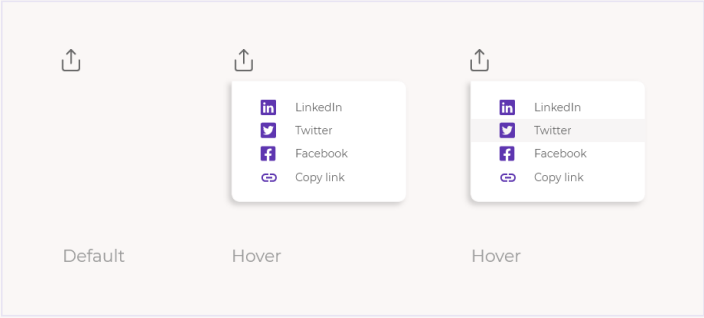 LinkedIn
Twitter
Facebook
Copy link
LinkedIn
Twitter
Facebook
Copy link
Default
Hover
Hover